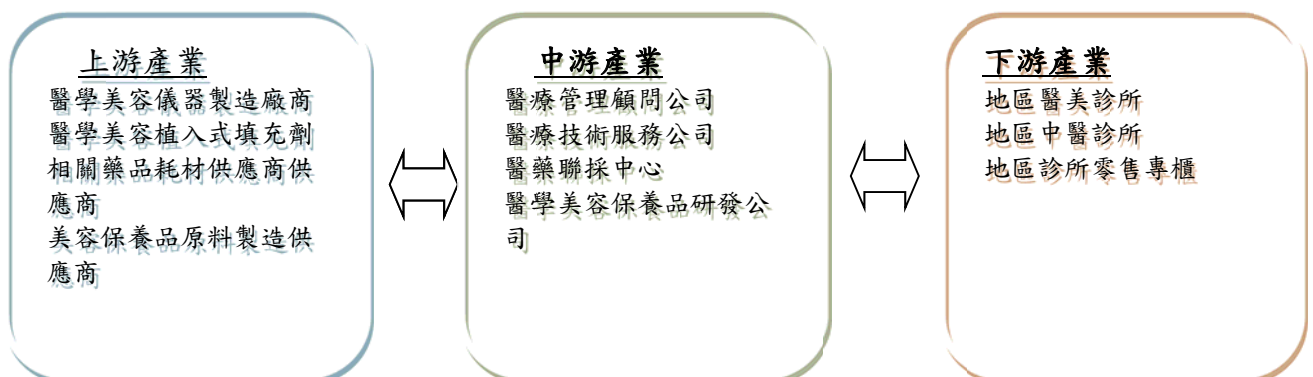 上游產業
醫學美容儀器製造廠商
醫學美容植入式填充劑
相關藥品耗材供應商供
應商
美容保養品原料製造供
應商
中游產業
醫療管理顧問公司
醫療技術服務公司
醫藥聯採中心
醫學美容保養品研發公
司
下游產業
地區醫美診所
地區中醫診所
地區診所零售專櫃